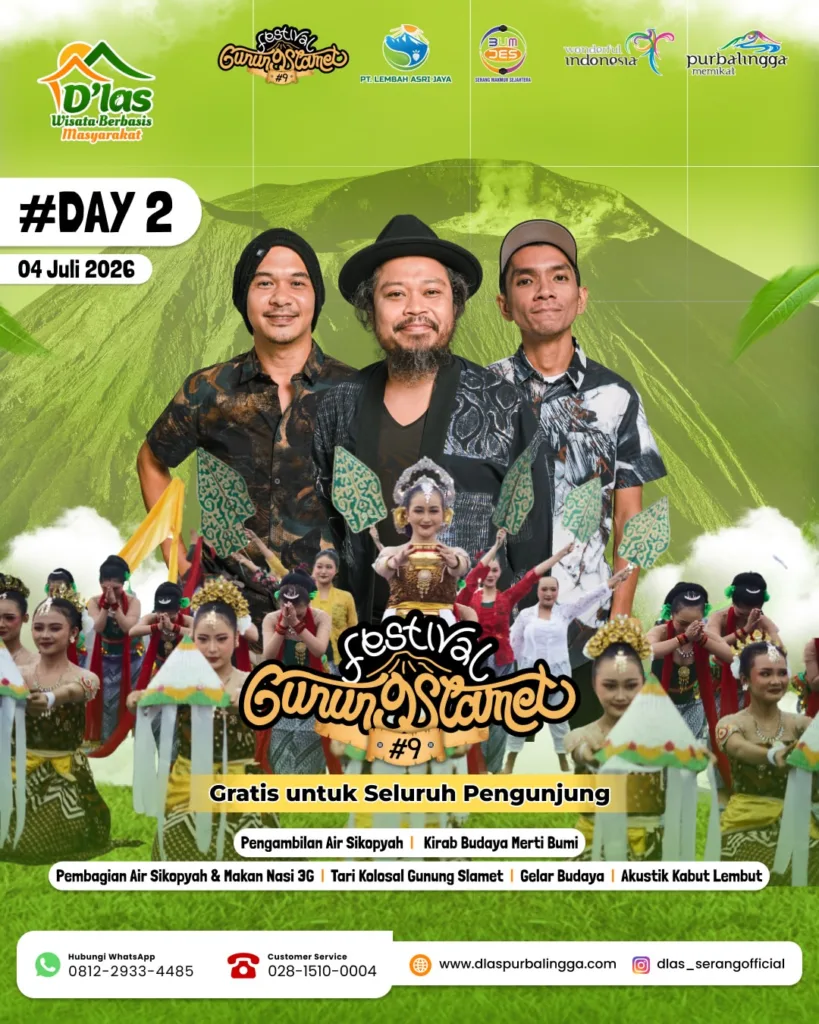 D'las
Wisata Berbasis
Masyarakat
festival
Gunung Slamet
#9
PT. LEMBAH ASRI JAYA
BUM
DES
SERANG MAKMUR SEJAHTERA
wonderful
indonesia
purbalingga
memikat
#DAY 2
04 Juli 2026
festival
Gunung Slamet
#9
Gratis untuk Seluruh Pengunjung
Pengambilan Air Sikopyah | Kirab Budaya Merti Bumi
Pembagian Air Sikopyah & Makan Nasi 3G | Tari Kolosal Gunung Slamet | Gelar Budaya | Akustik Kabut Lembut
Hubungi WhatsApp
0812-2933-4485
Customer Service
028-1510-0004
www.dlaspurbalingga.com
dlas_serangofficial